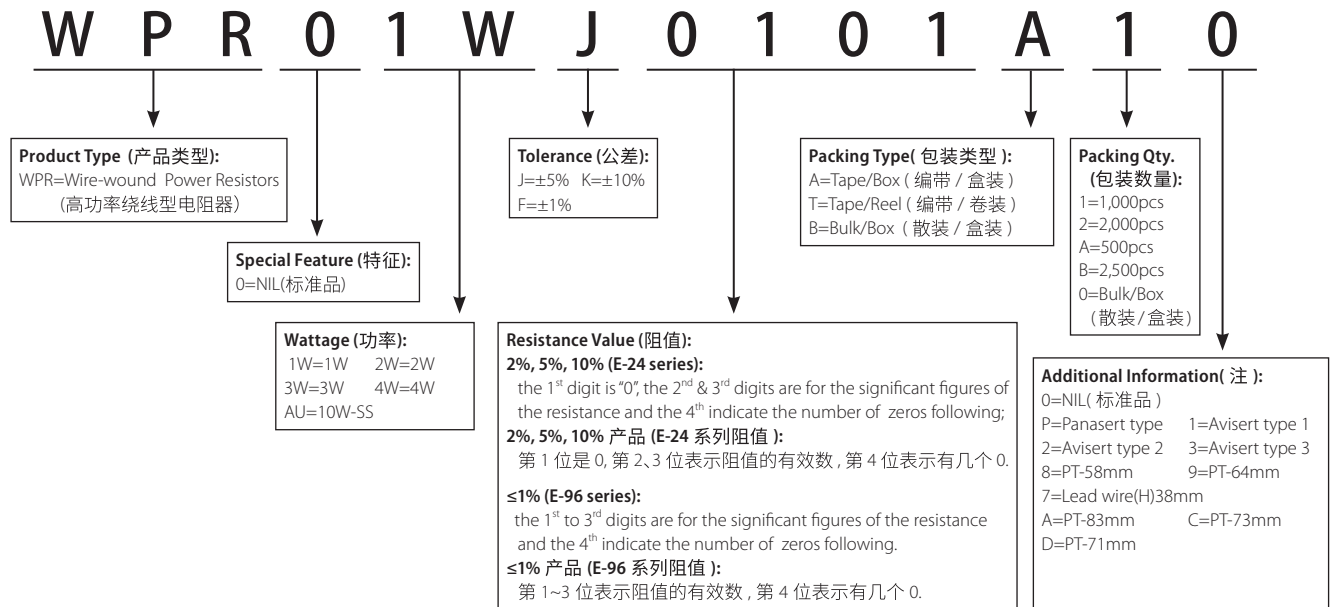 W P R 0 1 W J 0 1 0 1 A 1 0
Product Type (产品类型):
WPR=Wire-wound Power Resistors
(高功率绕线型电阻器)
Special Feature (特征):
0=NIL(标准品)
Wattage (功率):
1W=1W 2W=2W
3W=3W 4W=4W
AU=10W-SS
Tolerance (公差):
J=±5% K=±10%
F=±1%
Resistance Value (阻值):
2%, 5%, 10% (E-24 series):
the 1st digit is “0”, the 2nd & 3rd digits are for the significant figures of
the resistance and the 4th indicate the number of zeros following;
2%, 5%, 10% 产品 (E-24 系列阻值 ):
第 1 位是 0, 第 2、3 位表示阻值的有效数 , 第 4 位表示有几个 0.
≤1% (E-96 series):
the 1st to 3rd digits are for the significant figures of the resistance
and the 4th indicate the number of zeros following.
≤1% 产品 (E-96 系列阻值 ):
第 1~3 位表示阻值的有效数 , 第 4 位表示有几个 0.
Packing Type( 包装类型 ):
A=Tape/Box ( 编带 / 盒装 )
T=Tape/Reel ( 编带 / 卷装 )
B=Bulk/Box ( 散装 / 盒装 )
Packing Qty.
(包装数量):
1=1,000pcs
2=2,000pcs
A=500pcs
B=2,500pcs
0=Bulk/Box
( 散装 / 盒装 )
Additional Information( 注 ):
0=NIL( 标准品 )
P=Panasert type 1=Avisert type 1
2=Avisert type 2 3=Avisert type 3
8=PT-58mm 9=PT-64mm
7=Lead wire(H)38mm
A=PT-83mm C=PT-73mm
D=PT-71mm